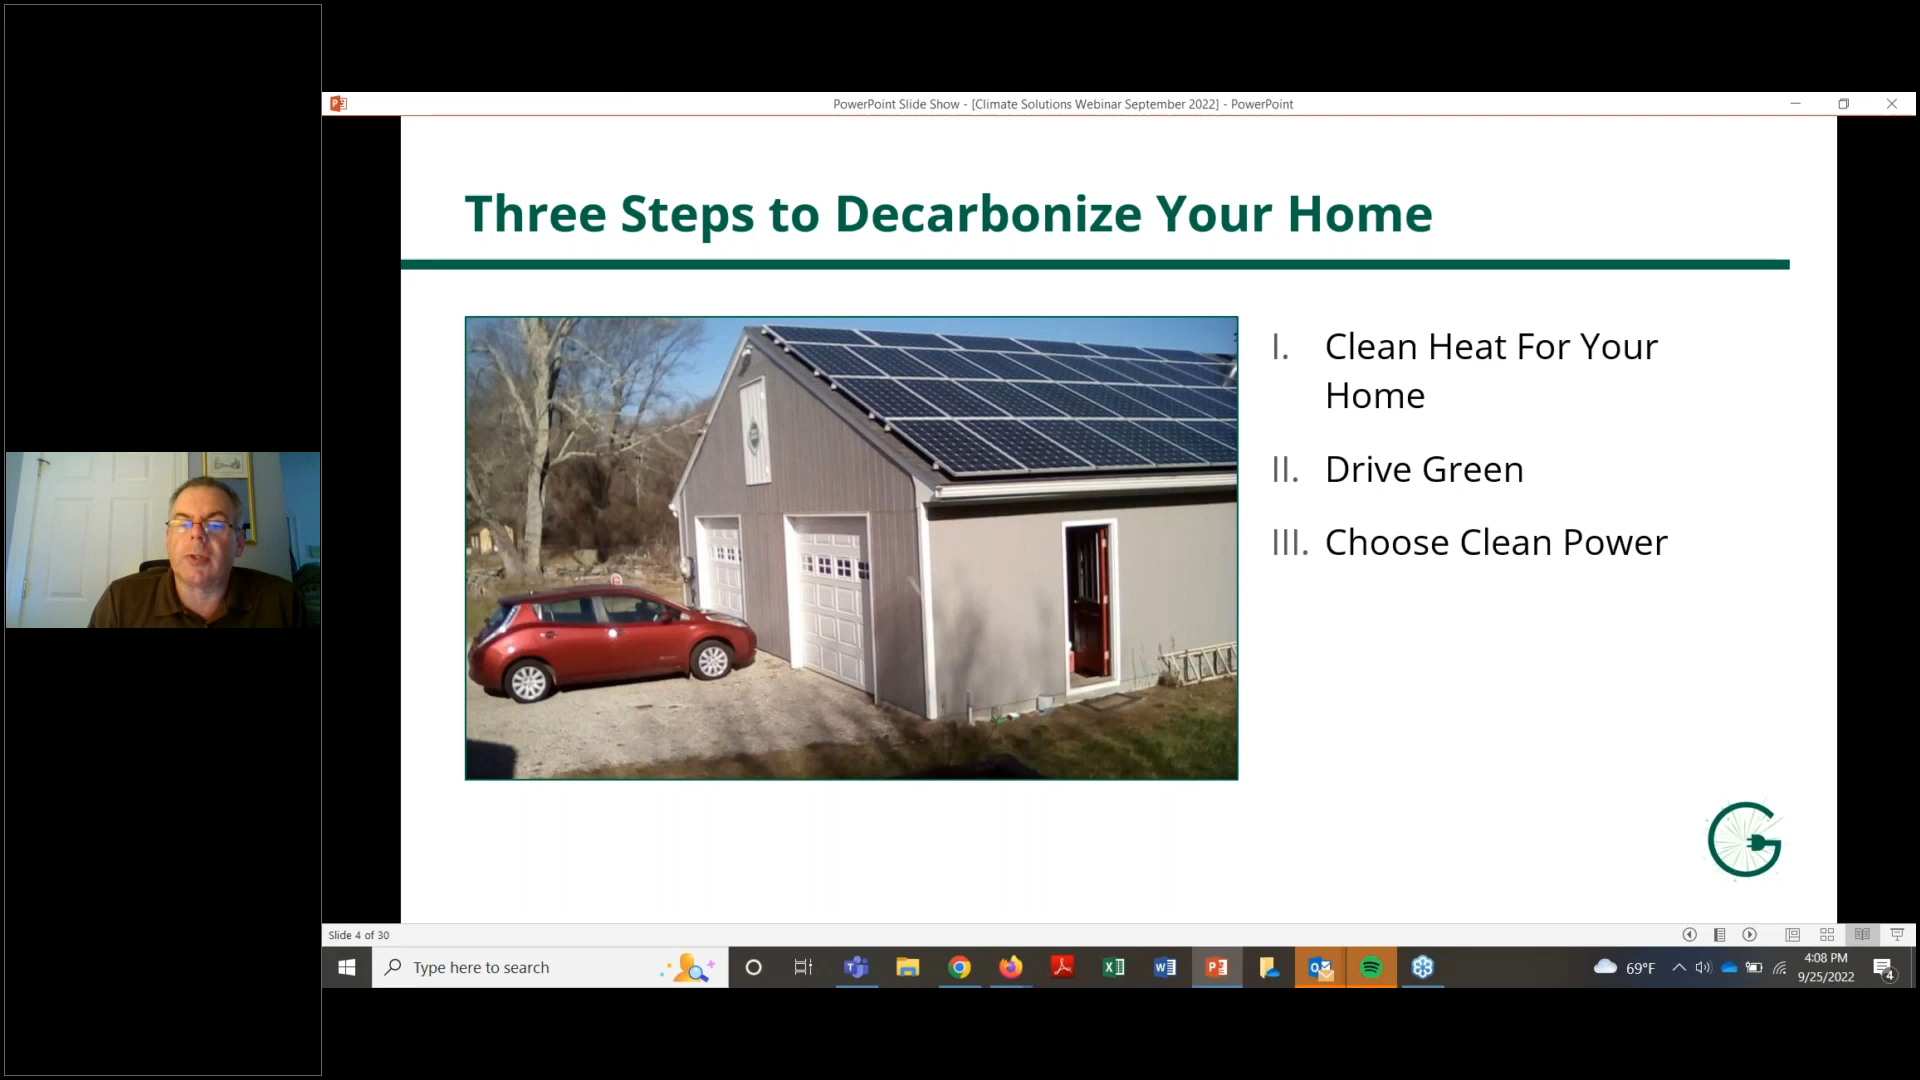 PowerPoint Slide Show - [Climate Solutions Webinar September 2022] - PowerPoint
Three Steps to Decarbonize Your Home
I. Clean Heat For Your
Home
II. Drive Green
III. Choose Clean Power
G
Slide 4 of 30
Type here to search
69°F
4:08 PM
9/25/2022
4